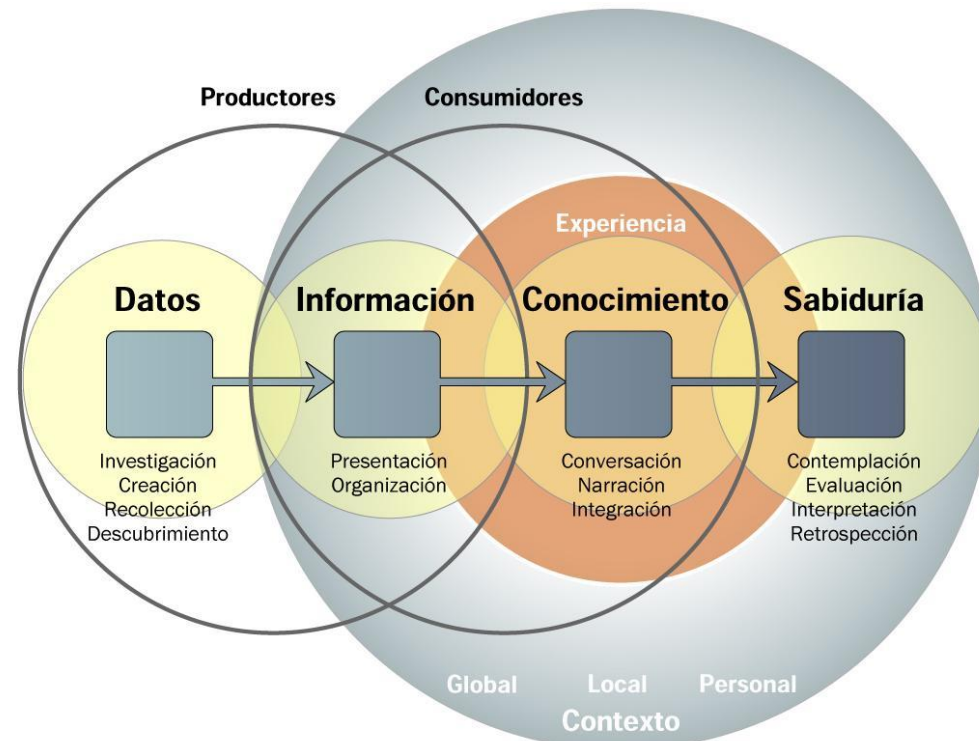 Productores
Consumidores
Experiencia
Datos
Información
Conocimiento
Sabiduría
Investigación
Creación
Recolección
Descubrimiento
Presentación
Organización
Conversación
Narración
Integración
Contemplación
Evaluación
Interpretación
Retrospección
Global
Local
Personal
Contexto